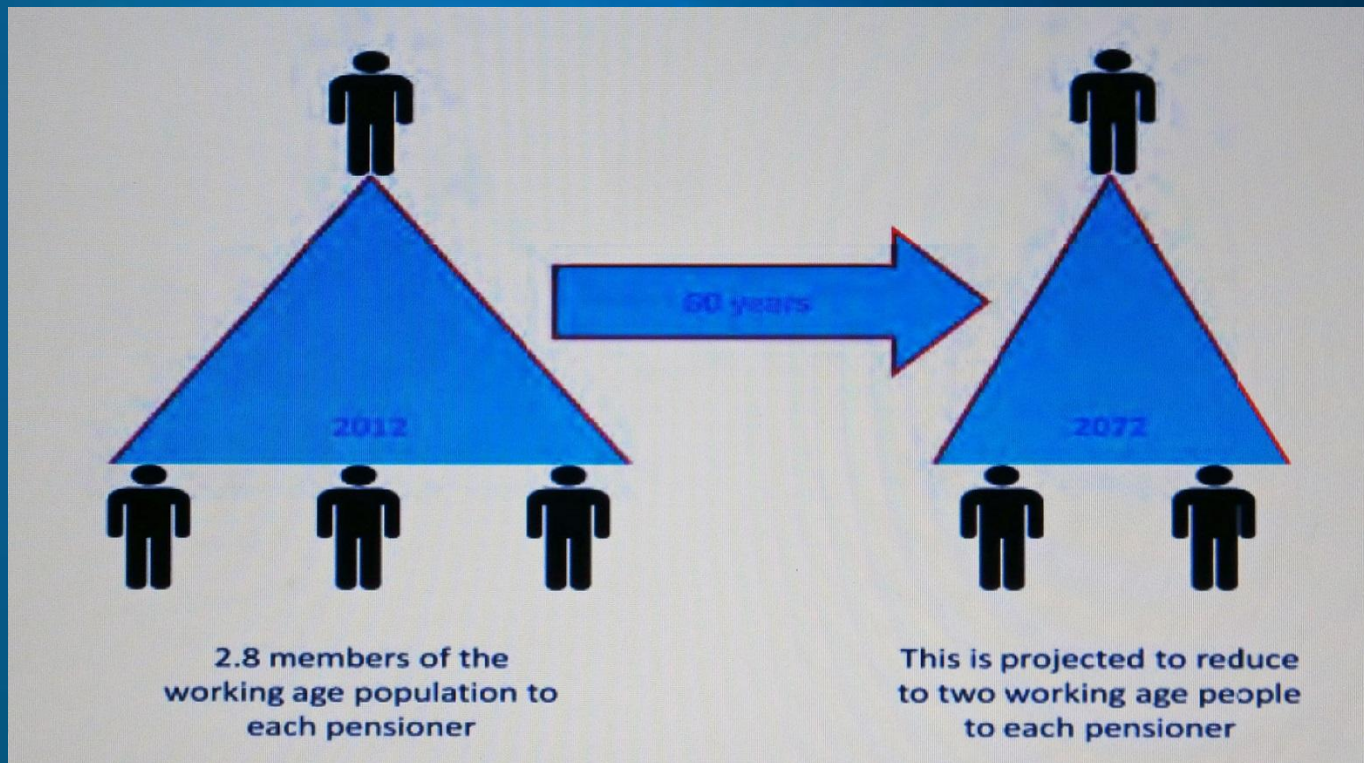 60 years
2012
2072
2.8 members of the
working age population to
each pensioner
This is projected to reduce
to two working age people
to each pensioner